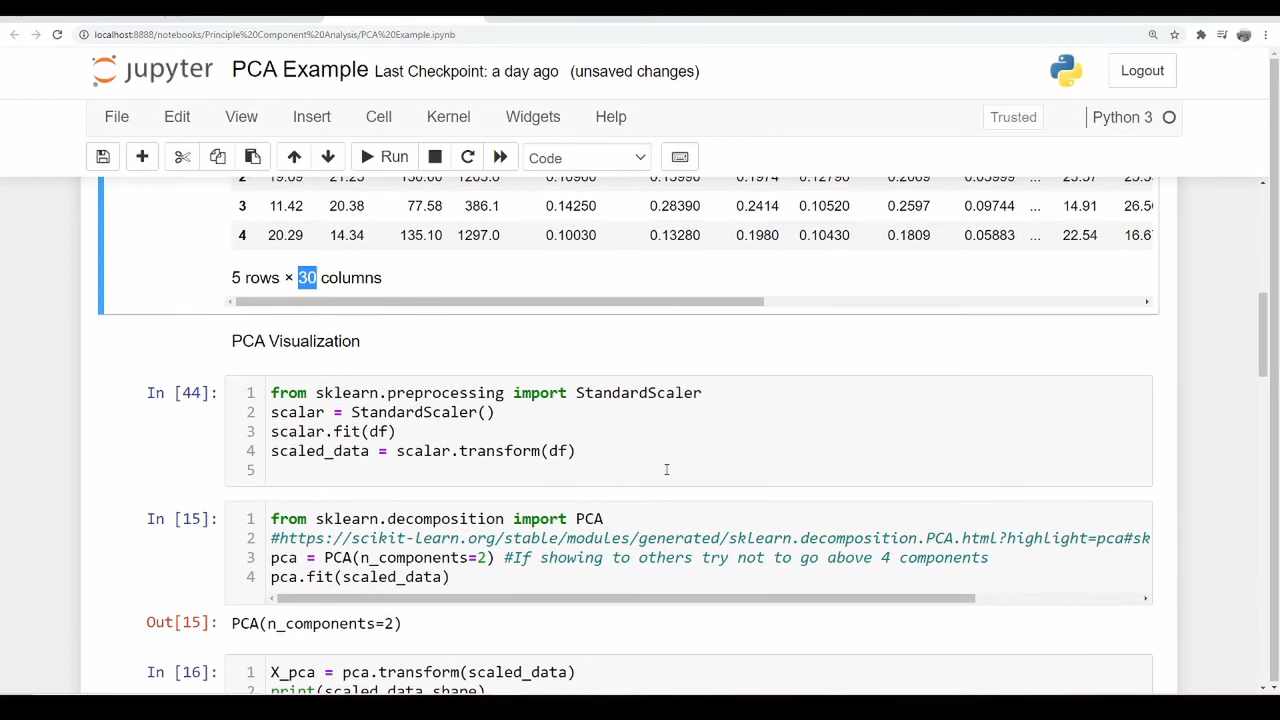 localhost:8888/notebooks/Principle%20Component%20Analysis/PCA%20Example.ipynb
jupyter PCA Example Last Checkpoint: a day ago (unsaved changes) Logout
File Edit View Insert Cell Kernel Widgets Help Trusted Python 3
Run Code
3 11.42 20.38 77.58 386.1 0.14250 0.28390 0.2414 0.10520 0.2597 0.09744 ... 14.91
4 20.29 14.34 135.10 1297.0 0.10030 0.13280 0.1980 0.10430 0.1809 0.05883 ... 22.54
5 rows × 30 columns
PCA Visualization
In [44]:
1 from sklearn.preprocessing import StandardScaler
2 scalar = StandardScaler()
3 scalar.fit(df)
4 scaled_data = scalar.transform(df)
5
In [15]:
1 from sklearn.decomposition import PCA
2 #https://scikit-learn.org/stable/modules/generated/sklearn.decomposition.PCA.html?highlight=pca#sk
3 pca = PCA(n_components=2) #If showing to others try not to go above 4 components
4 pca.fit(scaled_data)
Out[15]: PCA(n_components=2)
In [16]:
1 X_pca = pca.transform(scaled_data)
2 print(scaled_data.shape)